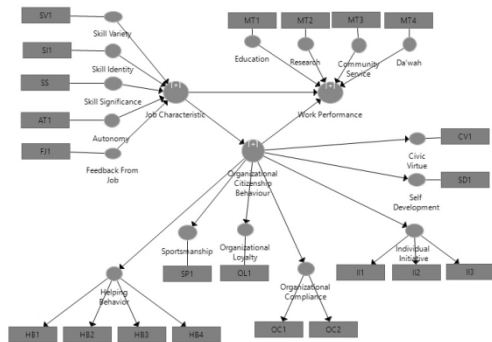 SV1
Skill Variety
SI1
Skill Identity
SS
Skill Significance
AT1
Autonomy
FJ1
Feedback From
Job
[+]
Job Characteristic
MT1
MT2
MT3
MT4
Education
Research
Community
Service
Da'wah
[+]
Work Performance
[+]
Organizational
Citizenship
Behaviour
Civic
Virtue
CV1
Self
Development
SD1
Individual
Initiative
II1
II2
II3
Sportsmanship
SP1
Organizational
Loyalty
OL1
Organizational
Compliance
OC1
OC2
Helping
Behavior
HB1
HB2
HB3
HB4